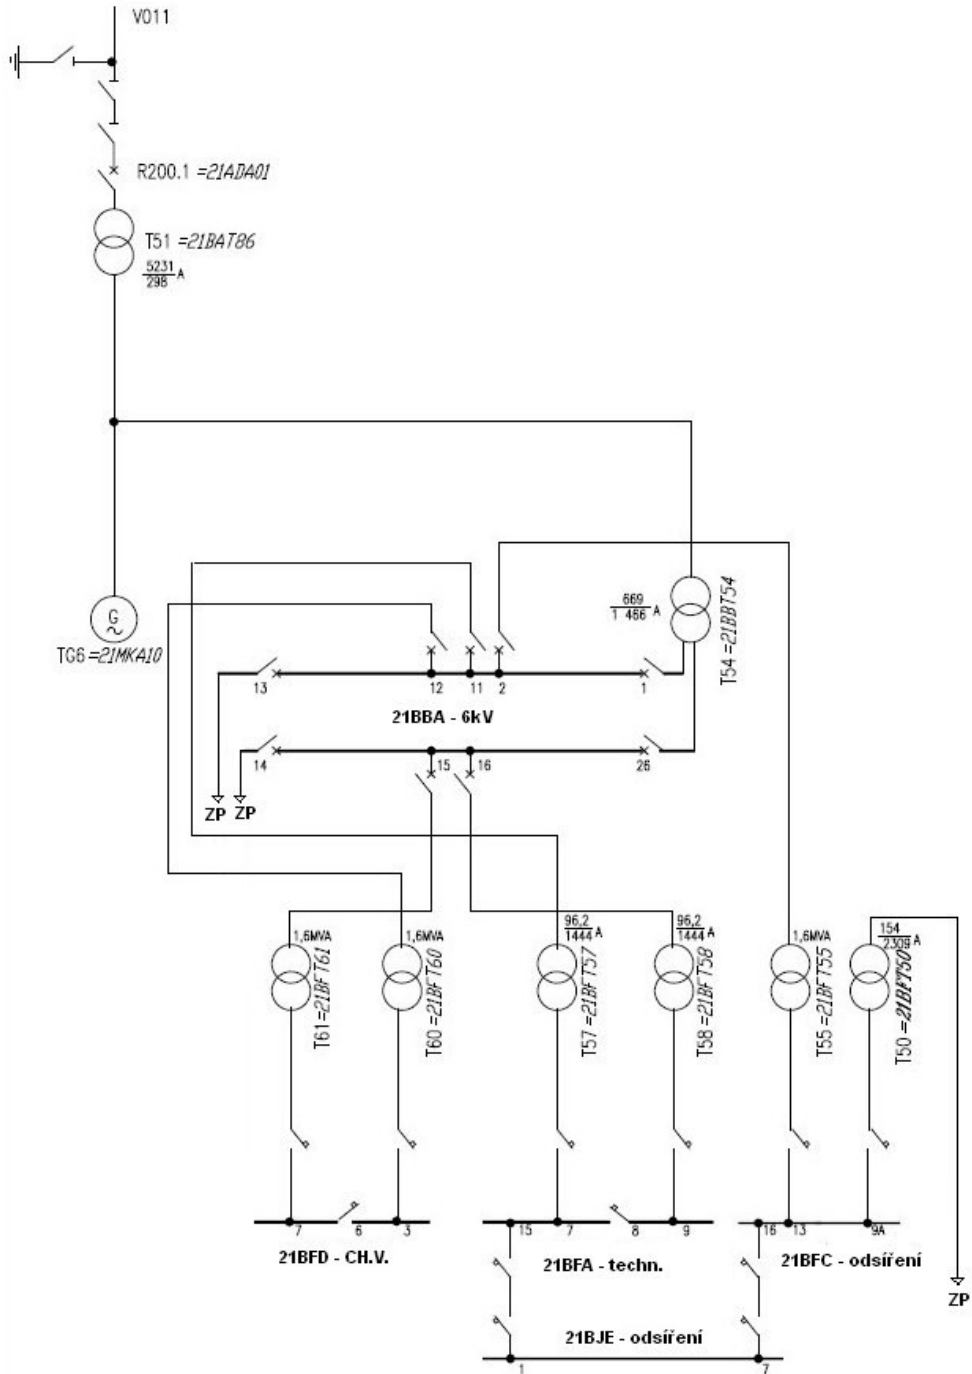 V011
R200.1 =21ADA01
T51 =21BAT86
5231
298 A
G
~
TG6 =21MKA10
669
1 466 A
T54 =21BBT54
13
12
11
2
1
21BBA - 6kV
14
15
16
26
ZP
ZP
1,6MVA
T61 =21BFT61
1,6MVA
T60 =21BFT60
96,2
1444 A
T57 =21BFT57
96,2
1444 A
T58 =21BFT58
1,6MVA
T55 =21BFT55
154
2309 A
T50 =21BFT50
7
6
3
15
7
8
9
16
13
9A
21BFD - CH.V.
21BFA - techn.
21BFC - odsíření
ZP
21BJE - odsíření
1
7